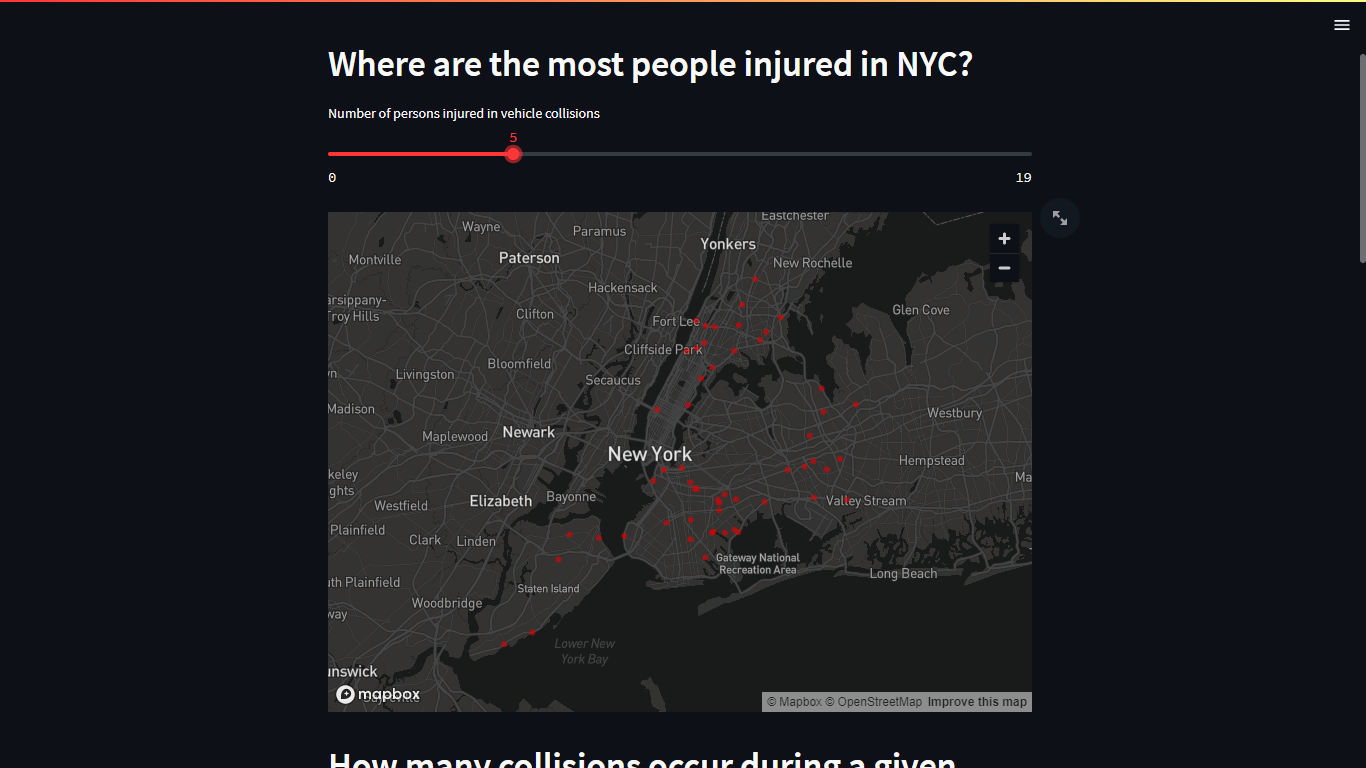 Where are the most people injured in NYC?
Number of persons injured in vehicle collisions
5
0
19
Eastchester
Wayne
Paramus
Yonkers
Montville
Paterson
New Rochelle
Hackensack
arsippany-
Troy Hills
Clifton
Fort Lee
Glen Cove
Cliffside Park
Bloomfield
Livingston
Secaucus
Madison
Westbury
Maplewood
Newark
New York
Hempstead
keley
ghts
Ma
Elizabeth
Bayonne
Valley Stream
Westfield
Plainfield
Clark
Linden
Gateway National
Recreation Area
Long Beach
uth Plainfield
Staten Island
Woodbridge
way
Lower New
York Bay
unswick
mapbox
© Mapbox © OpenStreetMap Improve this map
How many collisions occur during a given